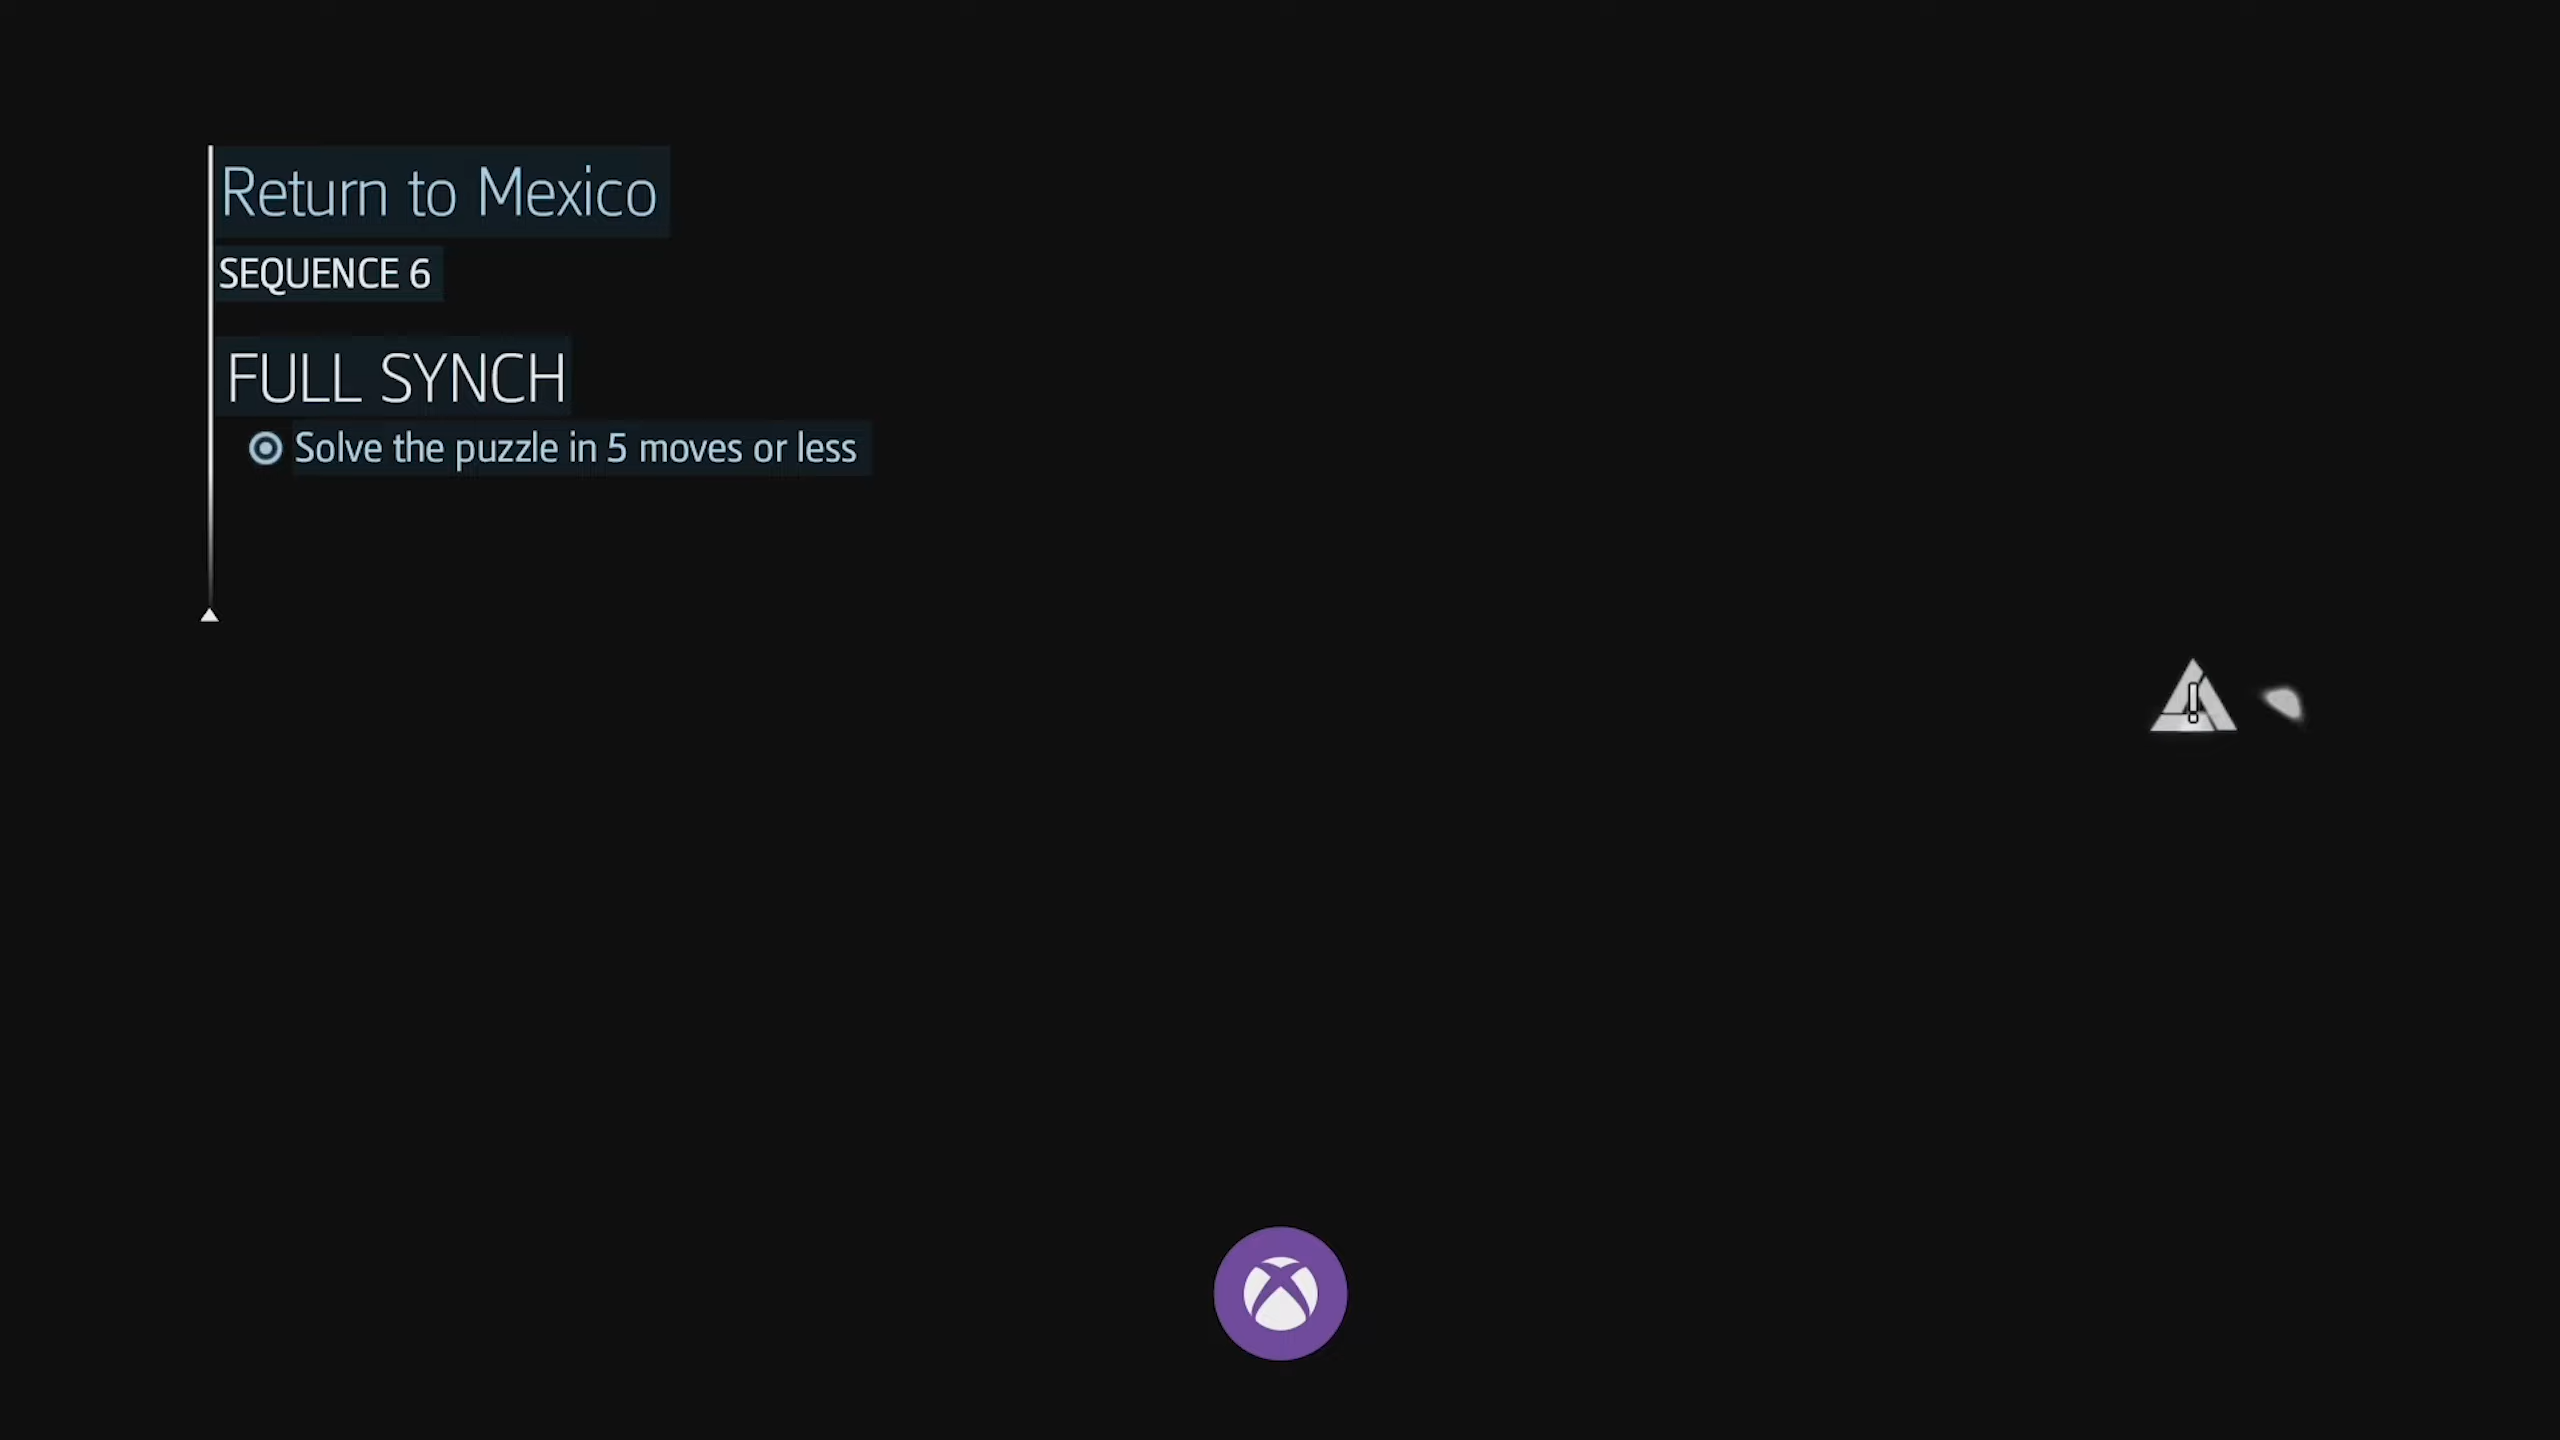 Return to Mexico
SEQUENCE 6
FULL SYNCH
Solve the puzzle in 5 moves or less